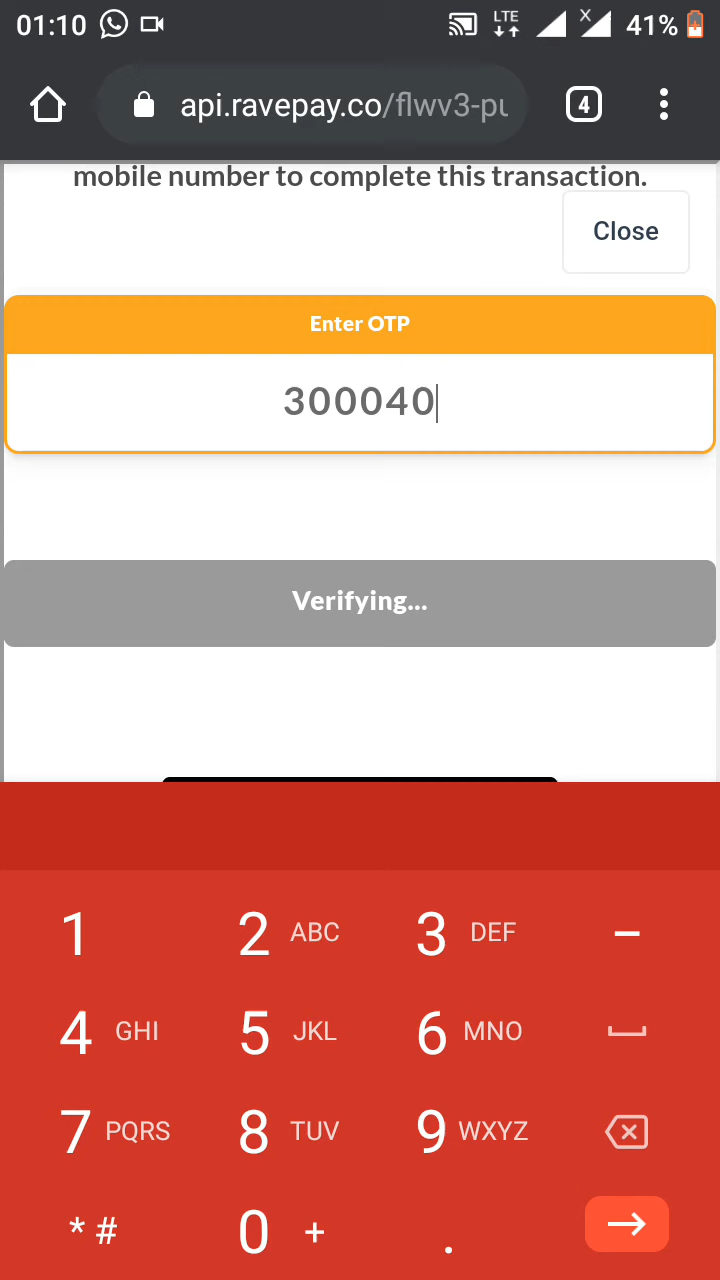 01:10 LTE X 41%
api.ravepay.co/flwv3-pu 4
mobile number to complete this transaction.
Close
Enter OTP
300040
Verifying...
1 2 ABC 3 DEF –
4 GHI 5 JKL 6 MNO
7 PQRS 8 TUV 9 WXYZ
* # 0 + .